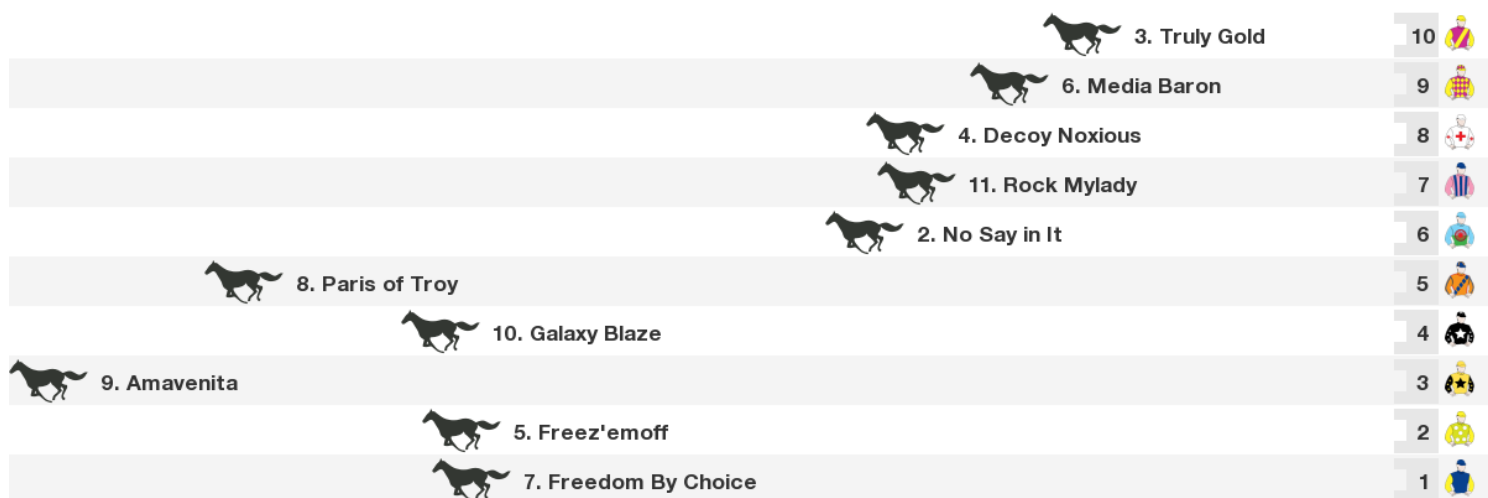 3. Truly Gold 10
6. Media Baron 9
4. Decoy Noxious 8
11. Rock Mylady 7
2. No Say in It 6
8. Paris of Troy 5
10. Galaxy Blaze 4
9. Amavenita 3
5. Freez'emoff 2
7. Freedom By Choice 1